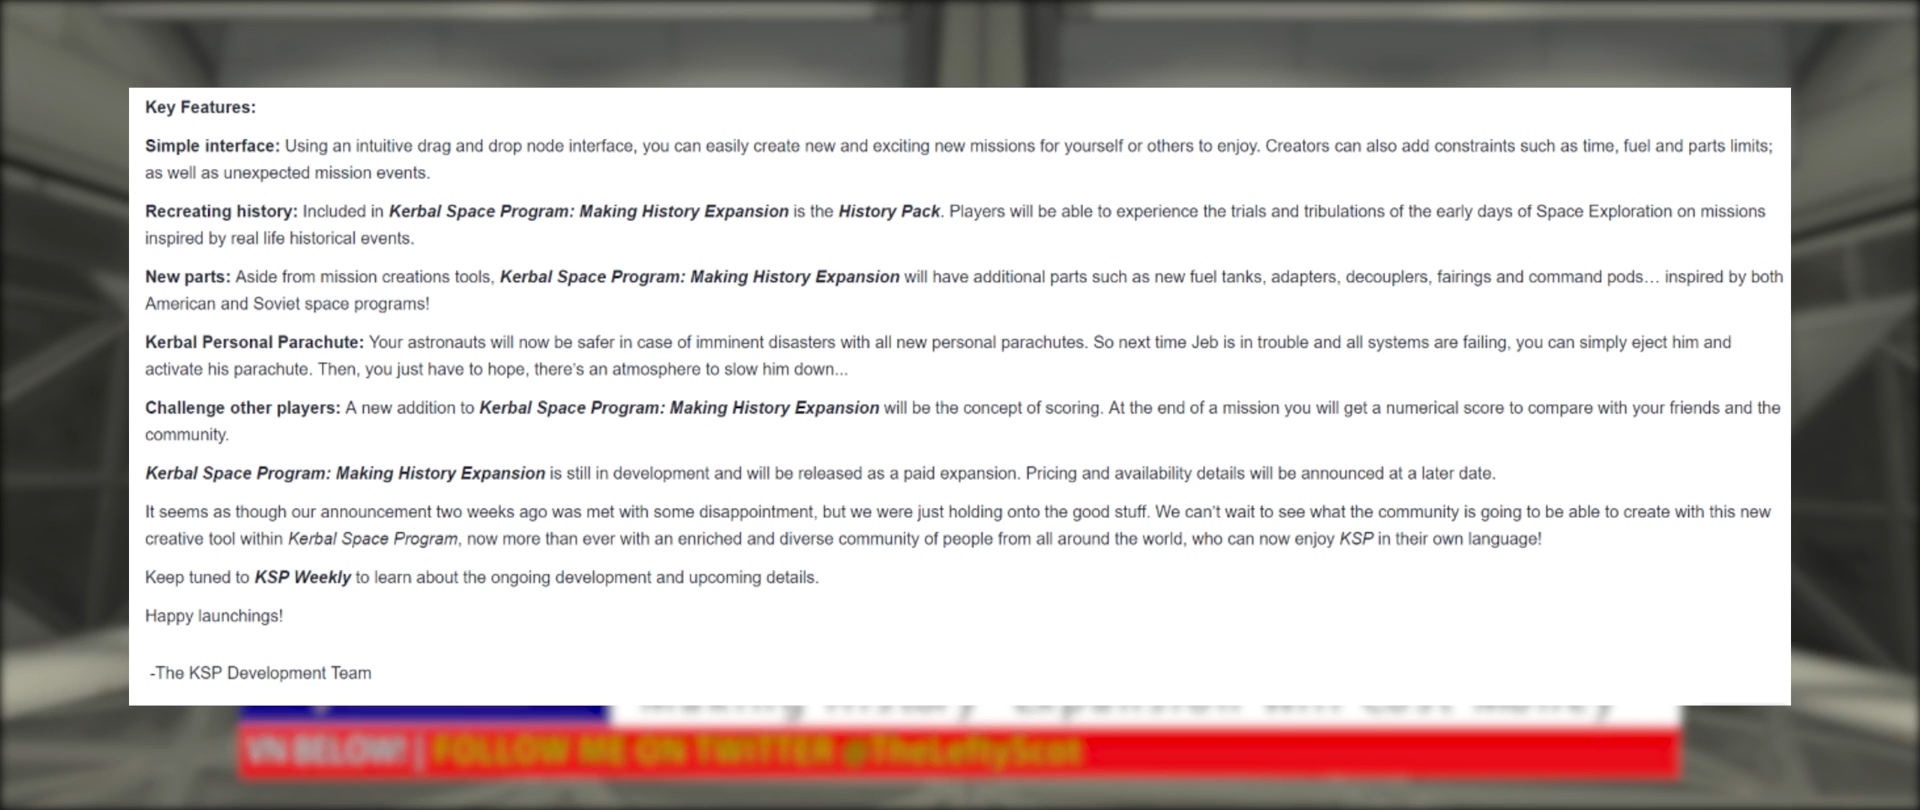 Key Features:
Simple interface: Using an intuitive drag and drop node interface, you can easily create new and exciting new missions for yourself or others to enjoy. Creators can also add constraints such as time, fuel and parts limits;
as well as unexpected mission events.
Recreating history: Included in Kerbal Space Program: Making History Expansion is the History Pack. Players will be able to experience the trials and tribulations of the early days of Space Exploration on missions
inspired by real life historical events.
New parts: Aside from mission creations tools, Kerbal Space Program: Making History Expansion will have additional parts such as new fuel tanks, adapters, decouplers, fairings and command pods… inspired by both
American and Soviet space programs!
Kerbal Personal Parachute: Your astronauts will now be safer in case of imminent disasters with all new personal parachutes. So next time Jeb is in trouble and all systems are failing, you can simply eject him and
activate his parachute. Then, you just have to hope, there's an atmosphere to slow him down...
Challenge other players: A new addition to Kerbal Space Program: Making History Expansion will be the concept of scoring. At the end of a mission you will get a numerical score to compare with your friends and the
community.
Kerbal Space Program: Making History Expansion is still in development and will be released as a paid expansion. Pricing and availability details will be announced at a later date.
It seems as though our announcement two weeks ago was met with some disappointment, but we were just holding onto the good stuff. We can't wait to see what the community is going to be able to create with this new
creative tool within Kerbal Space Program, now more than ever with an enriched and diverse community of people from all around the world, who can now enjoy KSP in their own language!
Keep tuned to KSP Weekly to learn about the ongoing development and upcoming details.
Happy launchings!
-The KSP Development Team
Making History Expansion Will Cost Money
VN BELOW! | FOLLOW ME ON TWITTER @TheLeftyScot